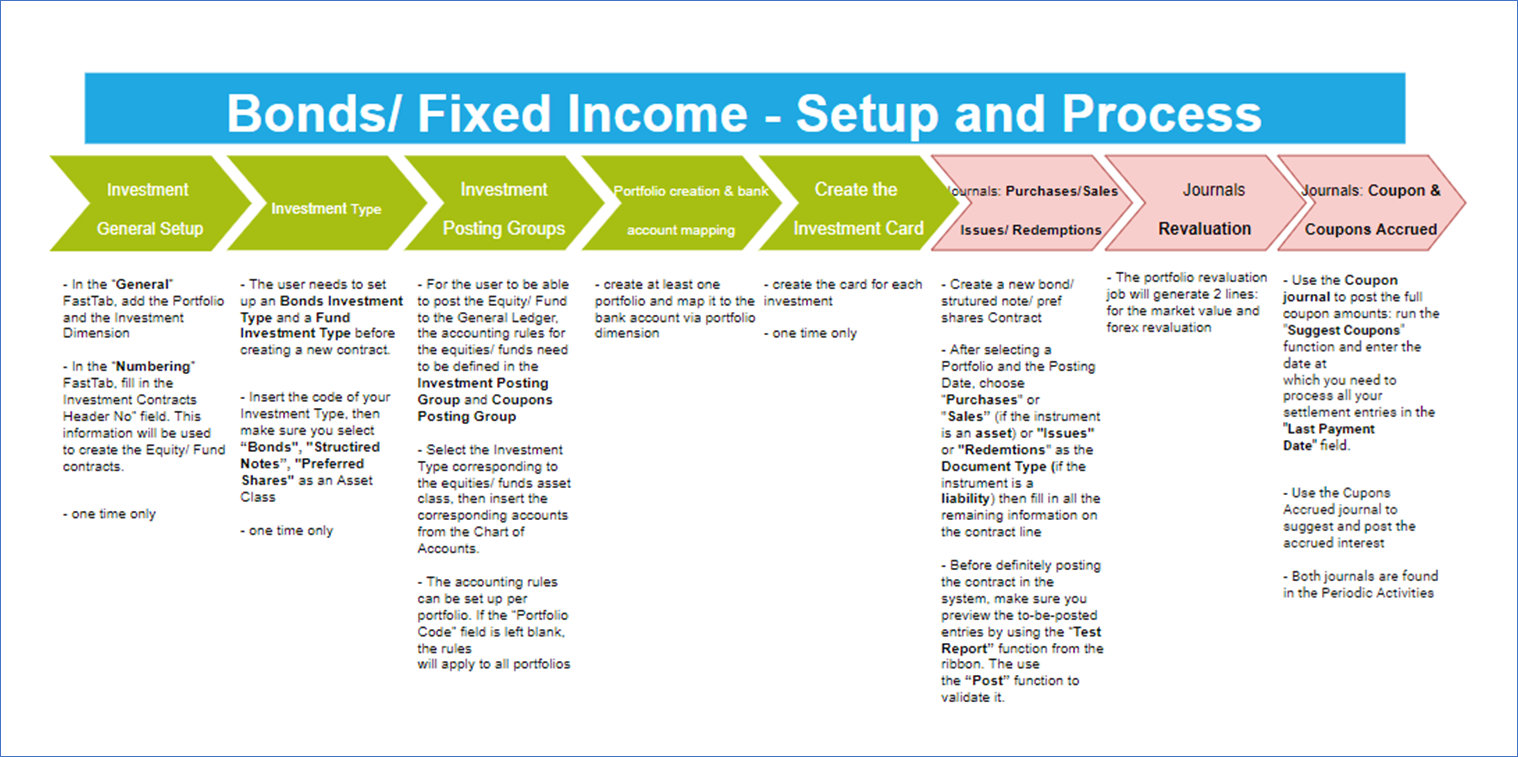 Bonds/ Fixed Income - Setup and Process
Investment
General Setup
Investment Type
Investment
Posting Groups
Portfolio creation & bank
account mapping
Create the
Investment Card
Journals: Purchases/Sales
Issues/ Redemptions
Journals
Revaluation
Journals: Coupon &
Coupons Accrued
- In the "General"
FastTab, add the Portfolio
and the Investment
Dimension
- In the "Numbering"
FastTab, fill in the
Investment Contracts
Header No" field. This
information will be used
to create the Equity/ Fund
contracts.
- one time only
- The user needs to set
up an Bonds Investment
Type and a Fund
Investment Type before
creating a new contract.
- Insert the code of your
Investment Type, then
make sure you select
“Bonds", "Structired
Notes”, "Preferred
Shares" as an Asset
Class
- one time only
- For the user to be able
to post the Equity/ Fund
to the General Ledger,
the accounting rules for
the equities/ funds need
to be defined in the
Investment Posting
Group and Coupons
Posting Group
- Select the Investment
Type corresponding to
the equities/ funds asset
class, then insert the
corresponding accounts
from the Chart of
Accounts.
- The accounting rules
can be set up per
portfolio. If the “Portfolio
Code” field is left blank,
the rules
will apply to all portfolios
- create at least one
portfolio and map it to the
bank account via portfolio
dimension
- create the card for each
investment
- one time only
- Create a new bond/
strutured note/ pref
shares Contract
- After selecting a
Portfolio and the Posting
Date, choose
"Purchases" or
"Sales” (if the instrument
is an asset) or "Issues"
or "Redemtions" as the
Document Type (if the
instrument is a
liability) then fill in all the
remaining information on
the contract line
- Before definitely posting
the contract in the
system, make sure you
preview the to-be-posted
entries by using the “Test
Report” function from the
ribbon. The use
the “Post” function to
validate it.
- The portfolio revaluation
job will generate 2 lines:
for the market value and
forex revaluation
- Use the Coupon
journal to post the full
coupon amounts: run the
"Suggest Coupons"
function and enter the
date at
which you need to
process all your
settlement entries in the
"Last Payment
Date" field.
- Use the Cupons
Accrued journal to
suggest and post the
accrued interest
- Both journals are found
in the Periodic Activities